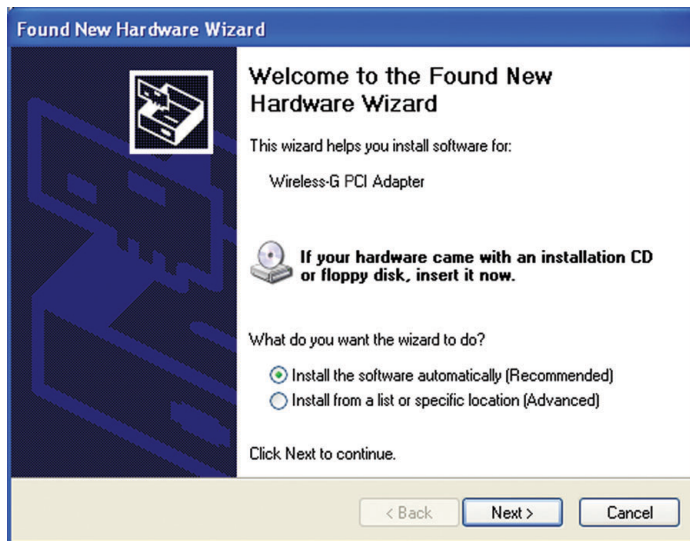 Found New Hardware Wizard
Welcome to the Found New
Hardware Wizard
This wizard helps you install software for:
Wireless-G PCI Adapter
If your hardware came with an installation CD
or floppy disk, insert it now.
What do you want the wizard to do?
Install the software automatically (Recommended)
Install from a list or specific location (Advanced)
Click Next to continue.
< Back
Next >
Cancel